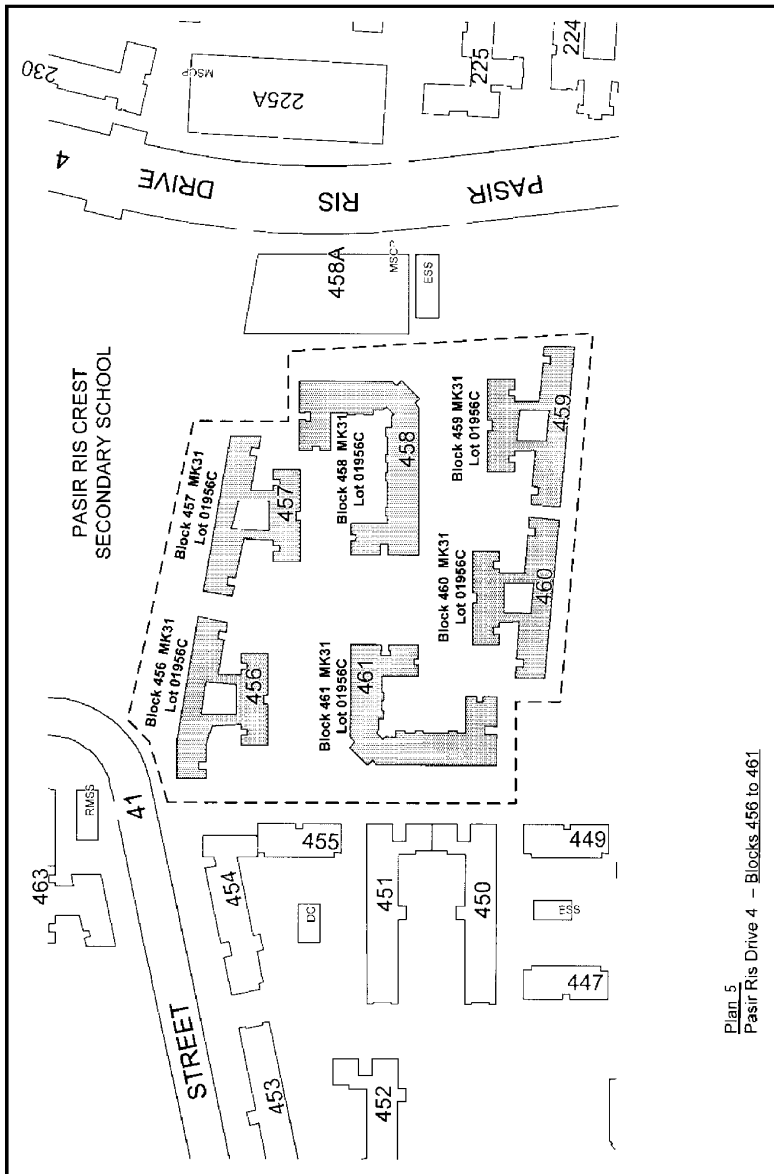 230
MSCP
225A
225
224
4
DRIVE
RIS
PASIR
458A
MSCP
ESS
PASIR RIS CREST
SECONDARY SCHOOL
Block 457 MK31
Lot 01956C
457
Block 458 MK31
Lot 01956C
458
Block 459 MK31
Lot 01956C
459
Block 456 MK31
Lot 01956C
456
Block 461 MK31
Lot 01956C
461
Block 460 MK31
Lot 01956C
460
463
RMSS
41
STREET
454
455
DC
451
450
449
ESS
447
453
452
Plan 5
Pasir Ris Drive 4 – Blocks 456 to 461